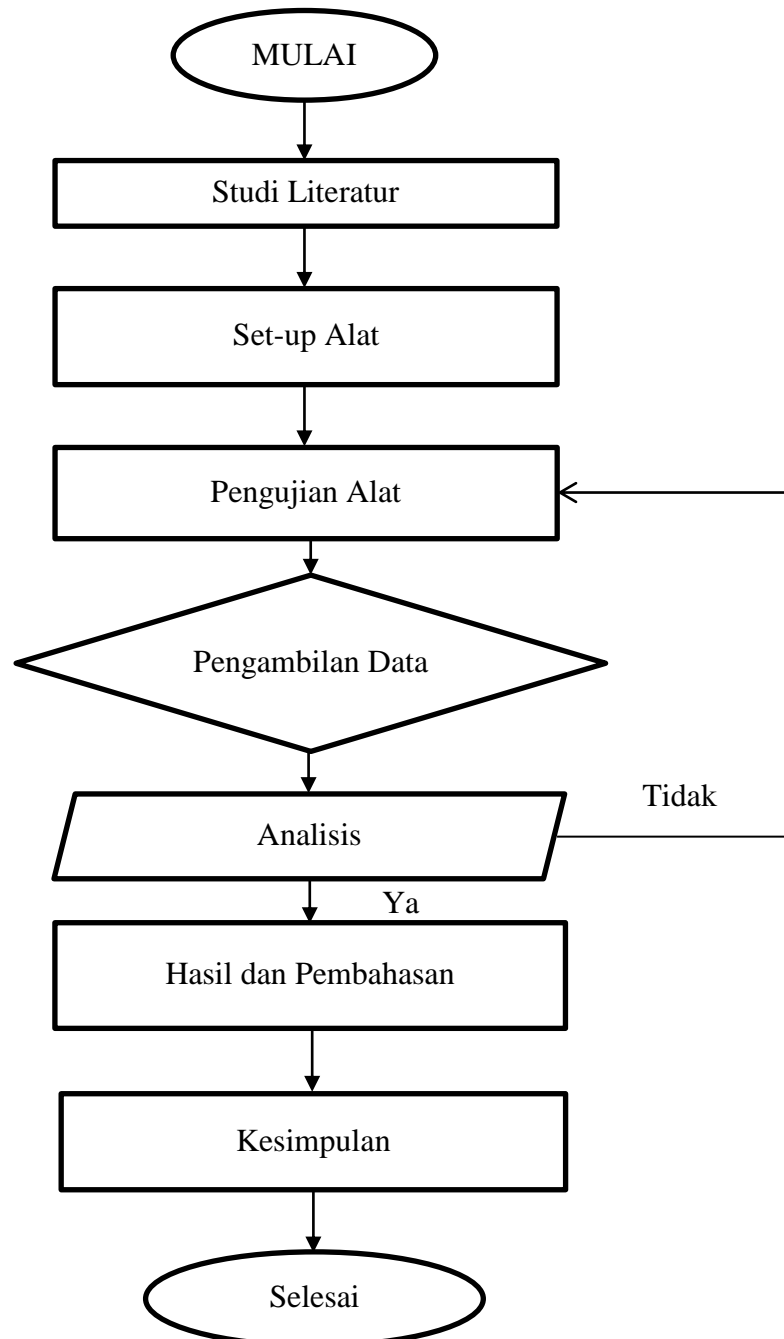 MULAI
Studi Literatur
Set-up Alat
Pengujian Alat
Pengambilan Data
Tidak
Analisis
Ya
Hasil dan Pembahasan
Kesimpulan
Selesai